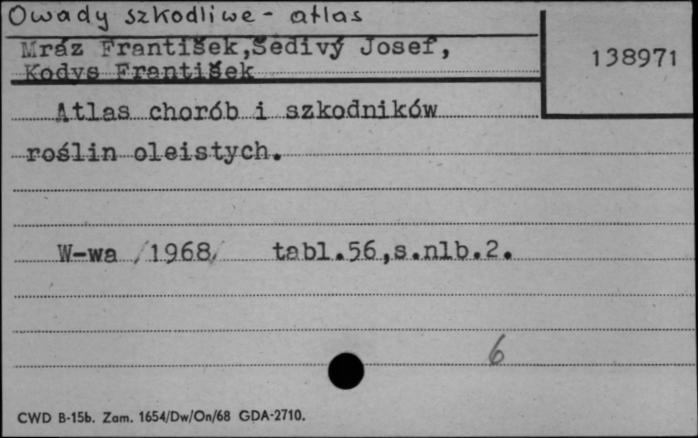 Owady szkodliwe - atlas
Mráz František,Šedivý Josef,
Kodys František
138971
Atlas chorób i szkodników
roślin oleistych.
W-wa /1968/ tabl.56,s.nlb.2.
6
CWD B-15b. Zam. 1654/Dw/On/68 GDA-2710.